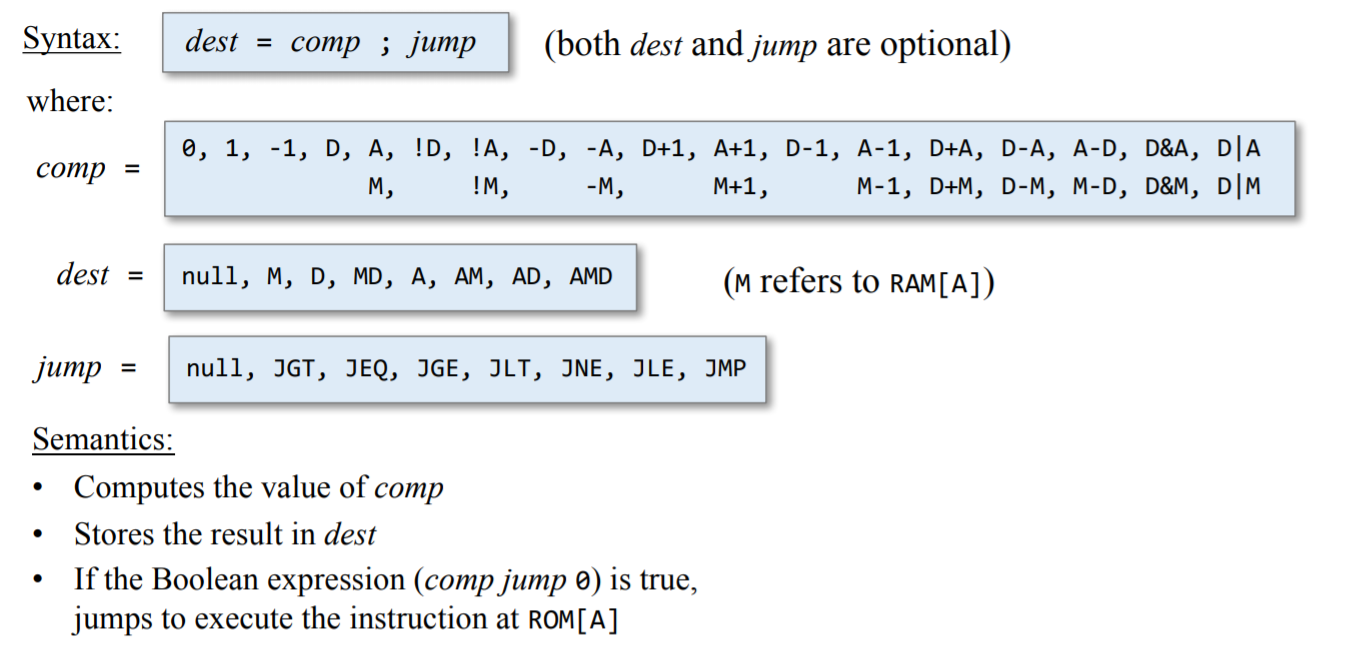 Syntax: dest = comp ; jump (both dest and jump are optional)
where:
comp = 0, 1, -1, D, A, !D, !A, -D, -A, D+1, A+1, D-1, A-1, D+A, D-A, A-D, D&A, D|A
M, !M, -M, M+1, M-1, D+M, D-M, M-D, D&M, D|M
dest = null, M, D, MD, A, AM, AD, AMD (M refers to RAM[A])
jump = null, JGT, JEQ, JGE, JLT, JNE, JLE, JMP
Semantics:
• Computes the value of comp
• Stores the result in dest
• If the Boolean expression (comp jump 0) is true,
jumps to execute the instruction at ROM[A]